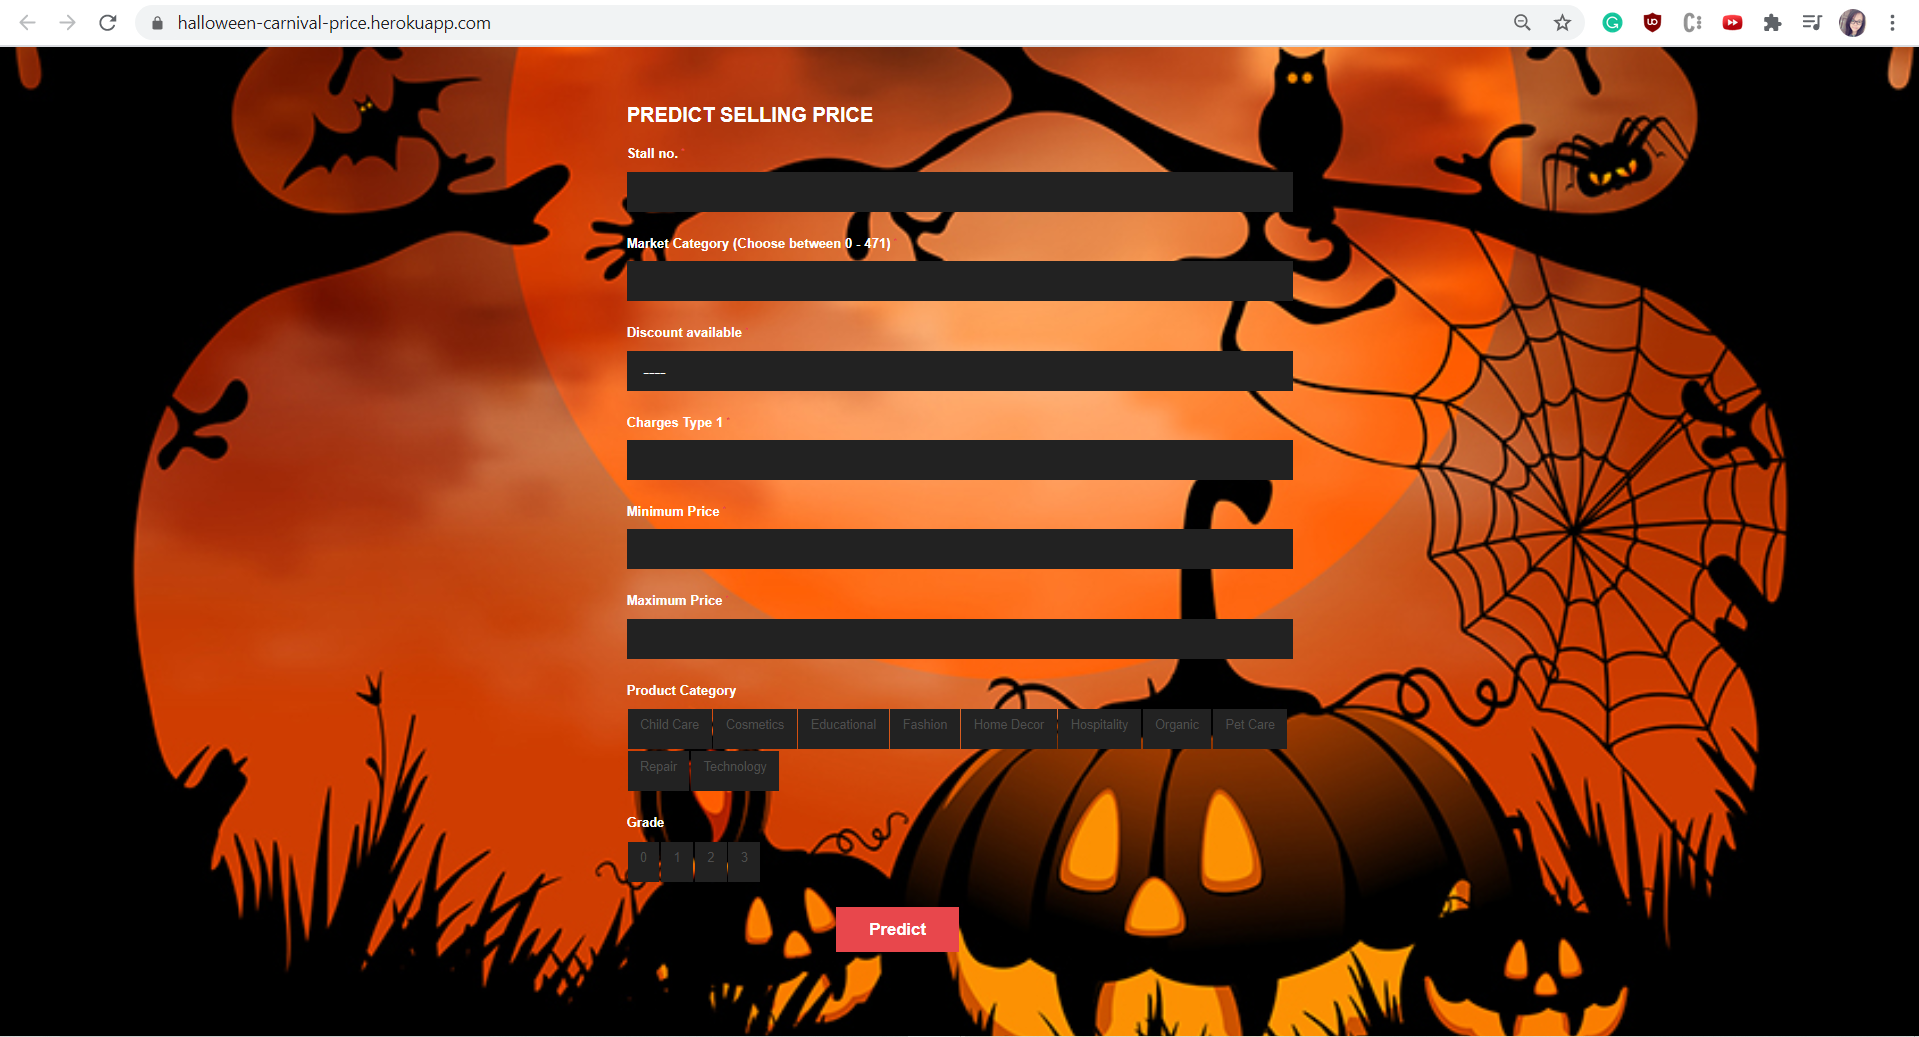 halloween-carnival-price.herokuapp.com
PREDICT SELLING PRICE
Stall no. *
Market Category (Choose between 0 - 471)
Discount available
----
Charges Type 1 *
Minimum Price
Maximum Price
Product Category
Child Care Cosmetics Educational Fashion Home Decor Hospitality Organic Pet Care
Repair Technology
Grade
0 1 2 3
Predict